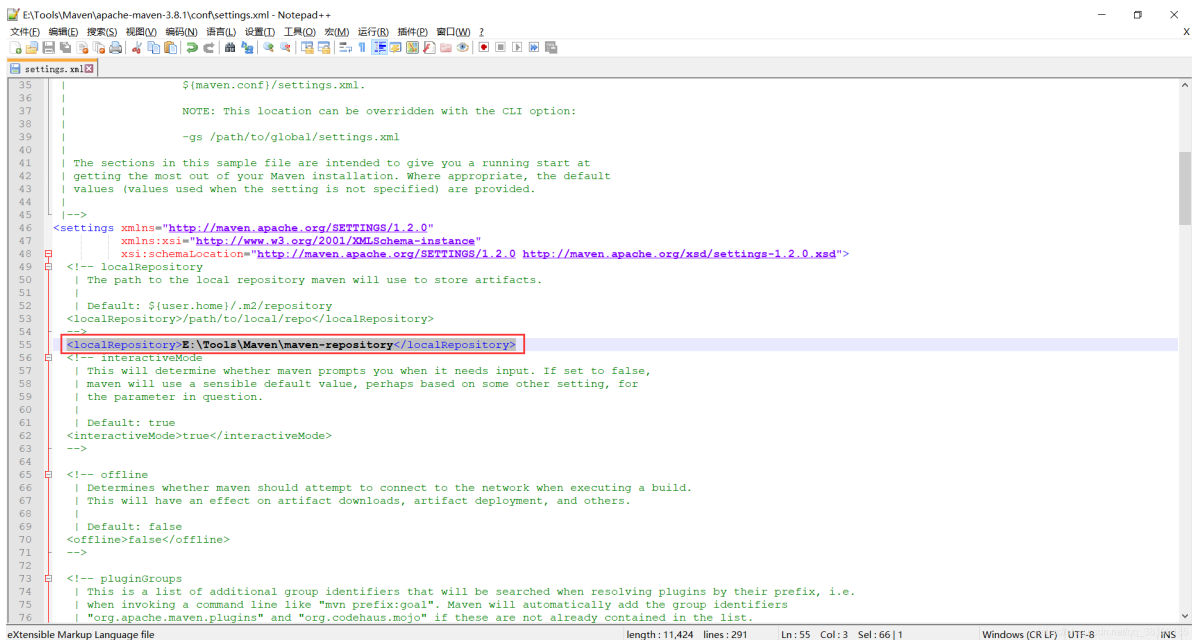 E:\Tools\Maven\apache-maven-3.8.1\conf\settings.xml - Notepad++
文件(F) 编辑(E) 搜索(S) 视图(V) 编码(N) 语言(L) 设置(T) 工具(O) 宏(M) 运行(R) 插件(P) 窗口(W) ? X
settings.xml
35 | ${maven.conf}/settings.xml.
36 |
37 | NOTE: This location can be overridden with the CLI option:
38 |
39 | -gs /path/to/global/settings.xml
40 |
41 | The sections in this sample file are intended to give you a running start at
42 | getting the most out of your Maven installation. Where appropriate, the default
43 | values (values used when the setting is not specified) are provided.
44 |
45 |-->
46 <settings xmlns="http://maven.apache.org/SETTINGS/1.2.0"
47 xmlns:xsi="http://www.w3.org/2001/XMLSchema-instance"
48 xsi:schemaLocation="http://maven.apache.org/SETTINGS/1.2.0 http://maven.apache.org/xsd/settings-1.2.0.xsd">
49 <!-- localRepository
50 | The path to the local repository maven will use to store artifacts.
51 |
52 | Default: ${user.home}/.m2/repository
53 <localRepository>/path/to/local/repo</localRepository>
54 -->
55 <localRepository>E:\Tools\Maven\maven-repository</localRepository>
56 <!-- interactiveMode
57 | This will determine whether maven prompts you when it needs input. If set to false,
58 | maven will use a sensible default value, perhaps based on some other setting, for
59 | the parameter in question.
60 |
61 | Default: true
62 <interactiveMode>true</interactiveMode>
63 -->
64
65 <!-- offline
66 | Determines whether maven should attempt to connect to the network when executing a build.
67 | This will have an effect on artifact downloads, artifact deployment, and others.
68 |
69 | Default: false
70 <offline>false</offline>
71 -->
72
73 <!-- pluginGroups
74 | This is a list of additional group identifiers that will be searched when resolving plugins by their prefix, i.e.
75 | when invoking a command line like "mvn prefix:goal". Maven will automatically add the group identifiers
76 | "org.apache.maven.plugins" and "org.codehaus.mojo" if these are not already contained in the list.
eXtensible Markup Language file length : 11,424 lines : 291 Ln : 55 Col : 3 Sel : 66 | 1 Windows (CR LF) UTF-8 INS